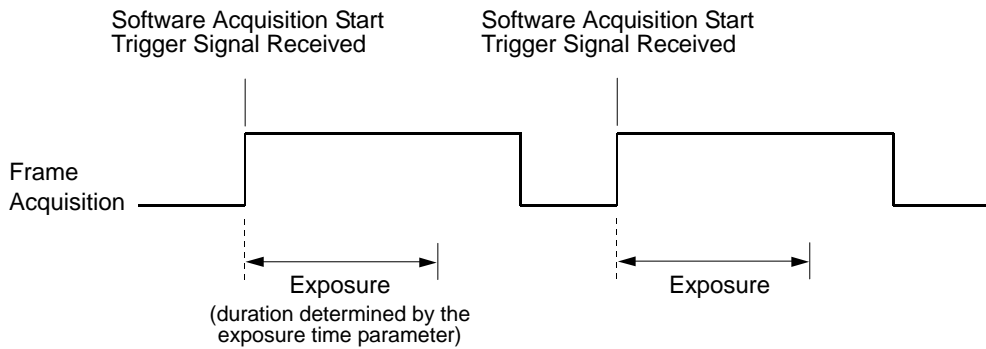 Software Acquisition Start
Trigger Signal Received
Software Acquisition Start
Trigger Signal Received
Frame
Acquisition
Exposure
(duration determined by the
exposure time parameter)
Exposure